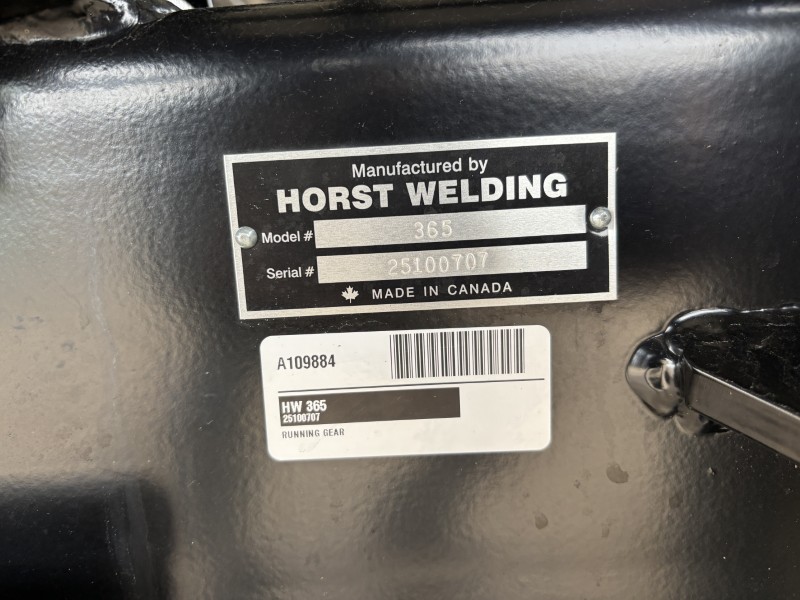 Manufactured by
HORST WELDING
Model # 365
Serial # 25100707
MADE IN CANADA
A109884
HW 365
25100707
RUNNING GEAR